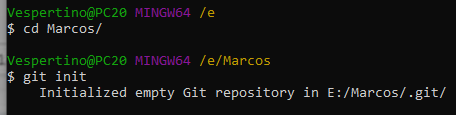 Vespertino@PC20 MINGW64 /e
$ cd Marcos/
Vespertino@PC20 MINGW64 /e/Marcos
$ git init
Initialized empty Git repository in E:/Marcos/.git/